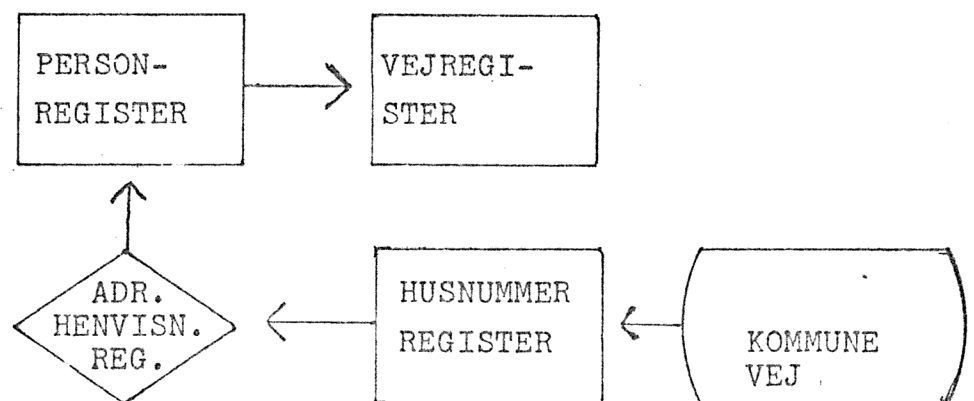 PERSON-
REGISTER
VEJREGI-
STER
ADR.
HENVISN.
REG.
HUSNUMMER
REGISTER
KOMMUNE
VEJ